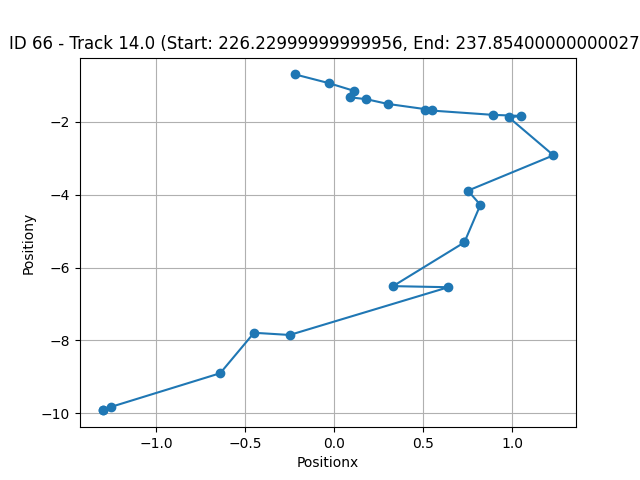 ID 66 - Track 14.0 (Start: 226.22999999999956, End: 237.85400000000027
Positiony
−2
−4
−6
−8
−10
−1.0 −0.5 0.0 0.5 1.0
Positionx